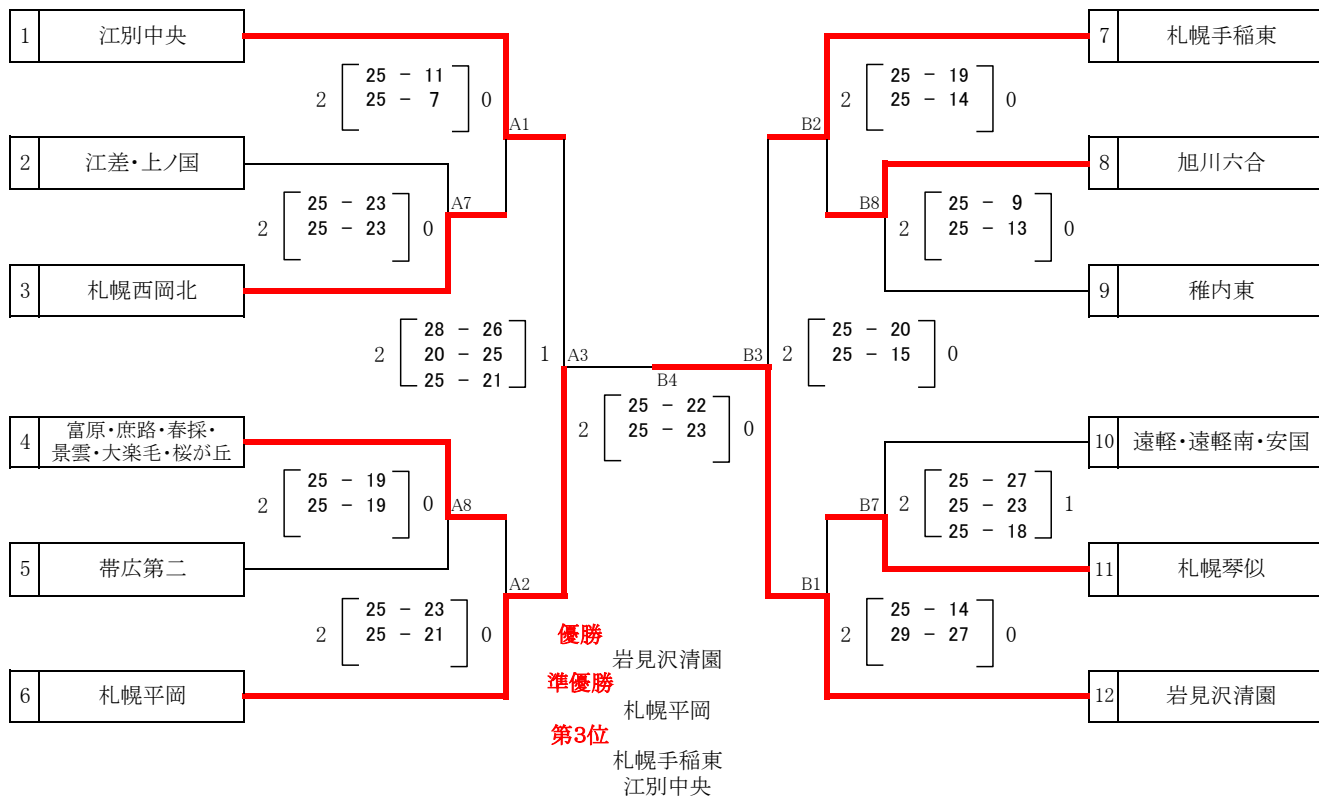 1 江別中央
2 江差・上ノ国
3 札幌西岡北
4 富原・庶路・春採・
景雲・大楽毛・桜が丘
5 帯広第二
6 札幌平岡
2 25 － 11 0
25 － 7
A1
2 25 － 23 0
25 － 23
A7
2 28 － 26 1
20 － 25
25 － 21
A3
2 25 － 19 0
25 － 19
A8
2 25 － 23 0
25 － 21
A2
B4
2 25 － 22 0
25 － 23
優勝
岩見沢清園
準優勝
札幌平岡
第3位
札幌手稲東
江別中央
B2
2 25 － 19 0
25 － 14
B8
2 25 － 9 0
25 － 13
B3
2 25 － 20 0
25 － 15
B7
2 25 － 27 1
25 － 23
25 － 18
B1
2 25 － 14 0
29 － 27
7 札幌手稲東
8 旭川六合
9 稚内東
10 遠軽・遠軽南・安国
11 札幌琴似
12 岩見沢清園